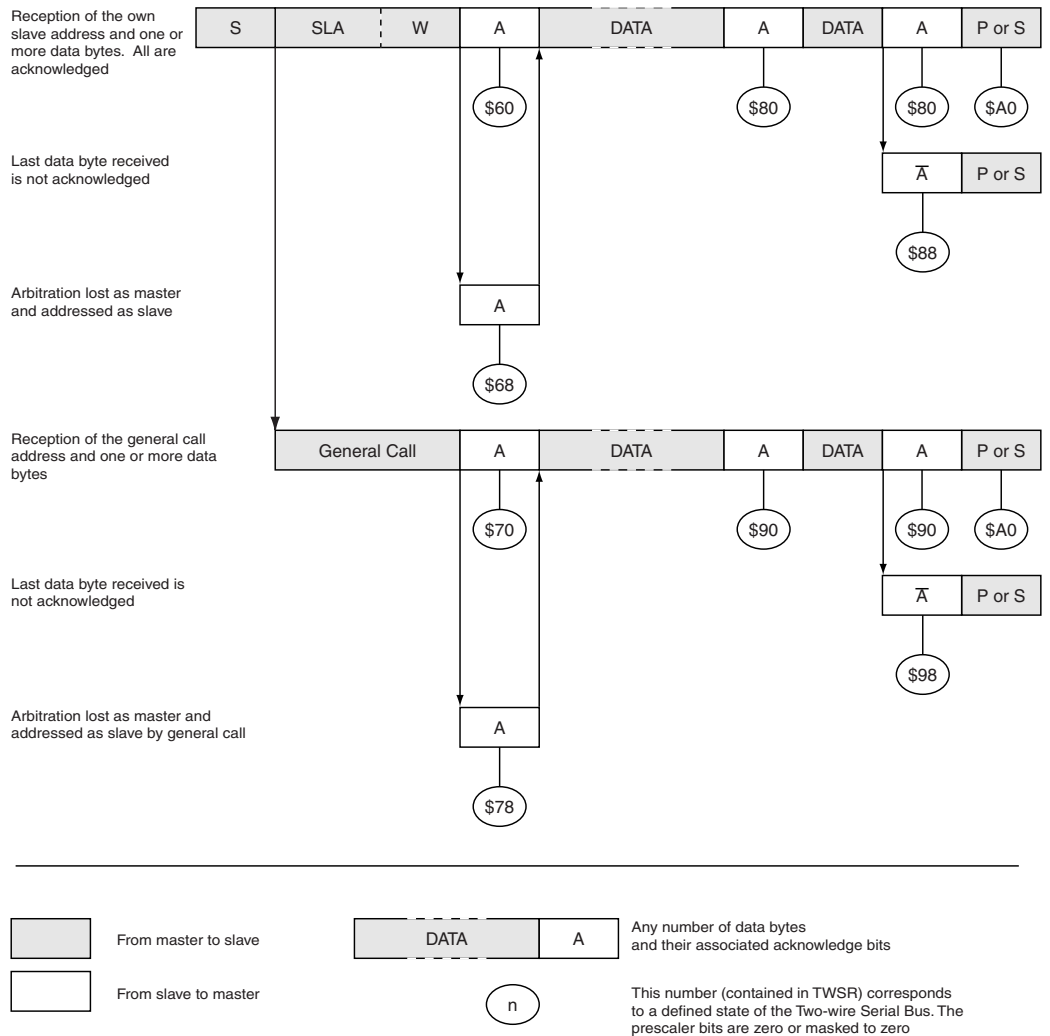 Reception of the own
slave address and one or
more data bytes. All are
acknowledged
S SLA W A DATA A DATA A P or S
$60 $80 $80 $A0
Last data byte received
is not acknowledged
A̅ P or S
$88
Arbitration lost as master
and addressed as slave
A
$68
Reception of the general call
address and one or more data
bytes
General Call A DATA A DATA A P or S
$70 $90 $90 $A0
Last data byte received is
not acknowledged
A̅ P or S
$98
Arbitration lost as master and
addressed as slave by general call
A
$78
From master to slave
DATA A
Any number of data bytes
and their associated acknowledge bits
From slave to master
n
This number (contained in TWSR) corresponds
to a defined state of the Two-wire Serial Bus. The
prescaler bits are zero or masked to zero